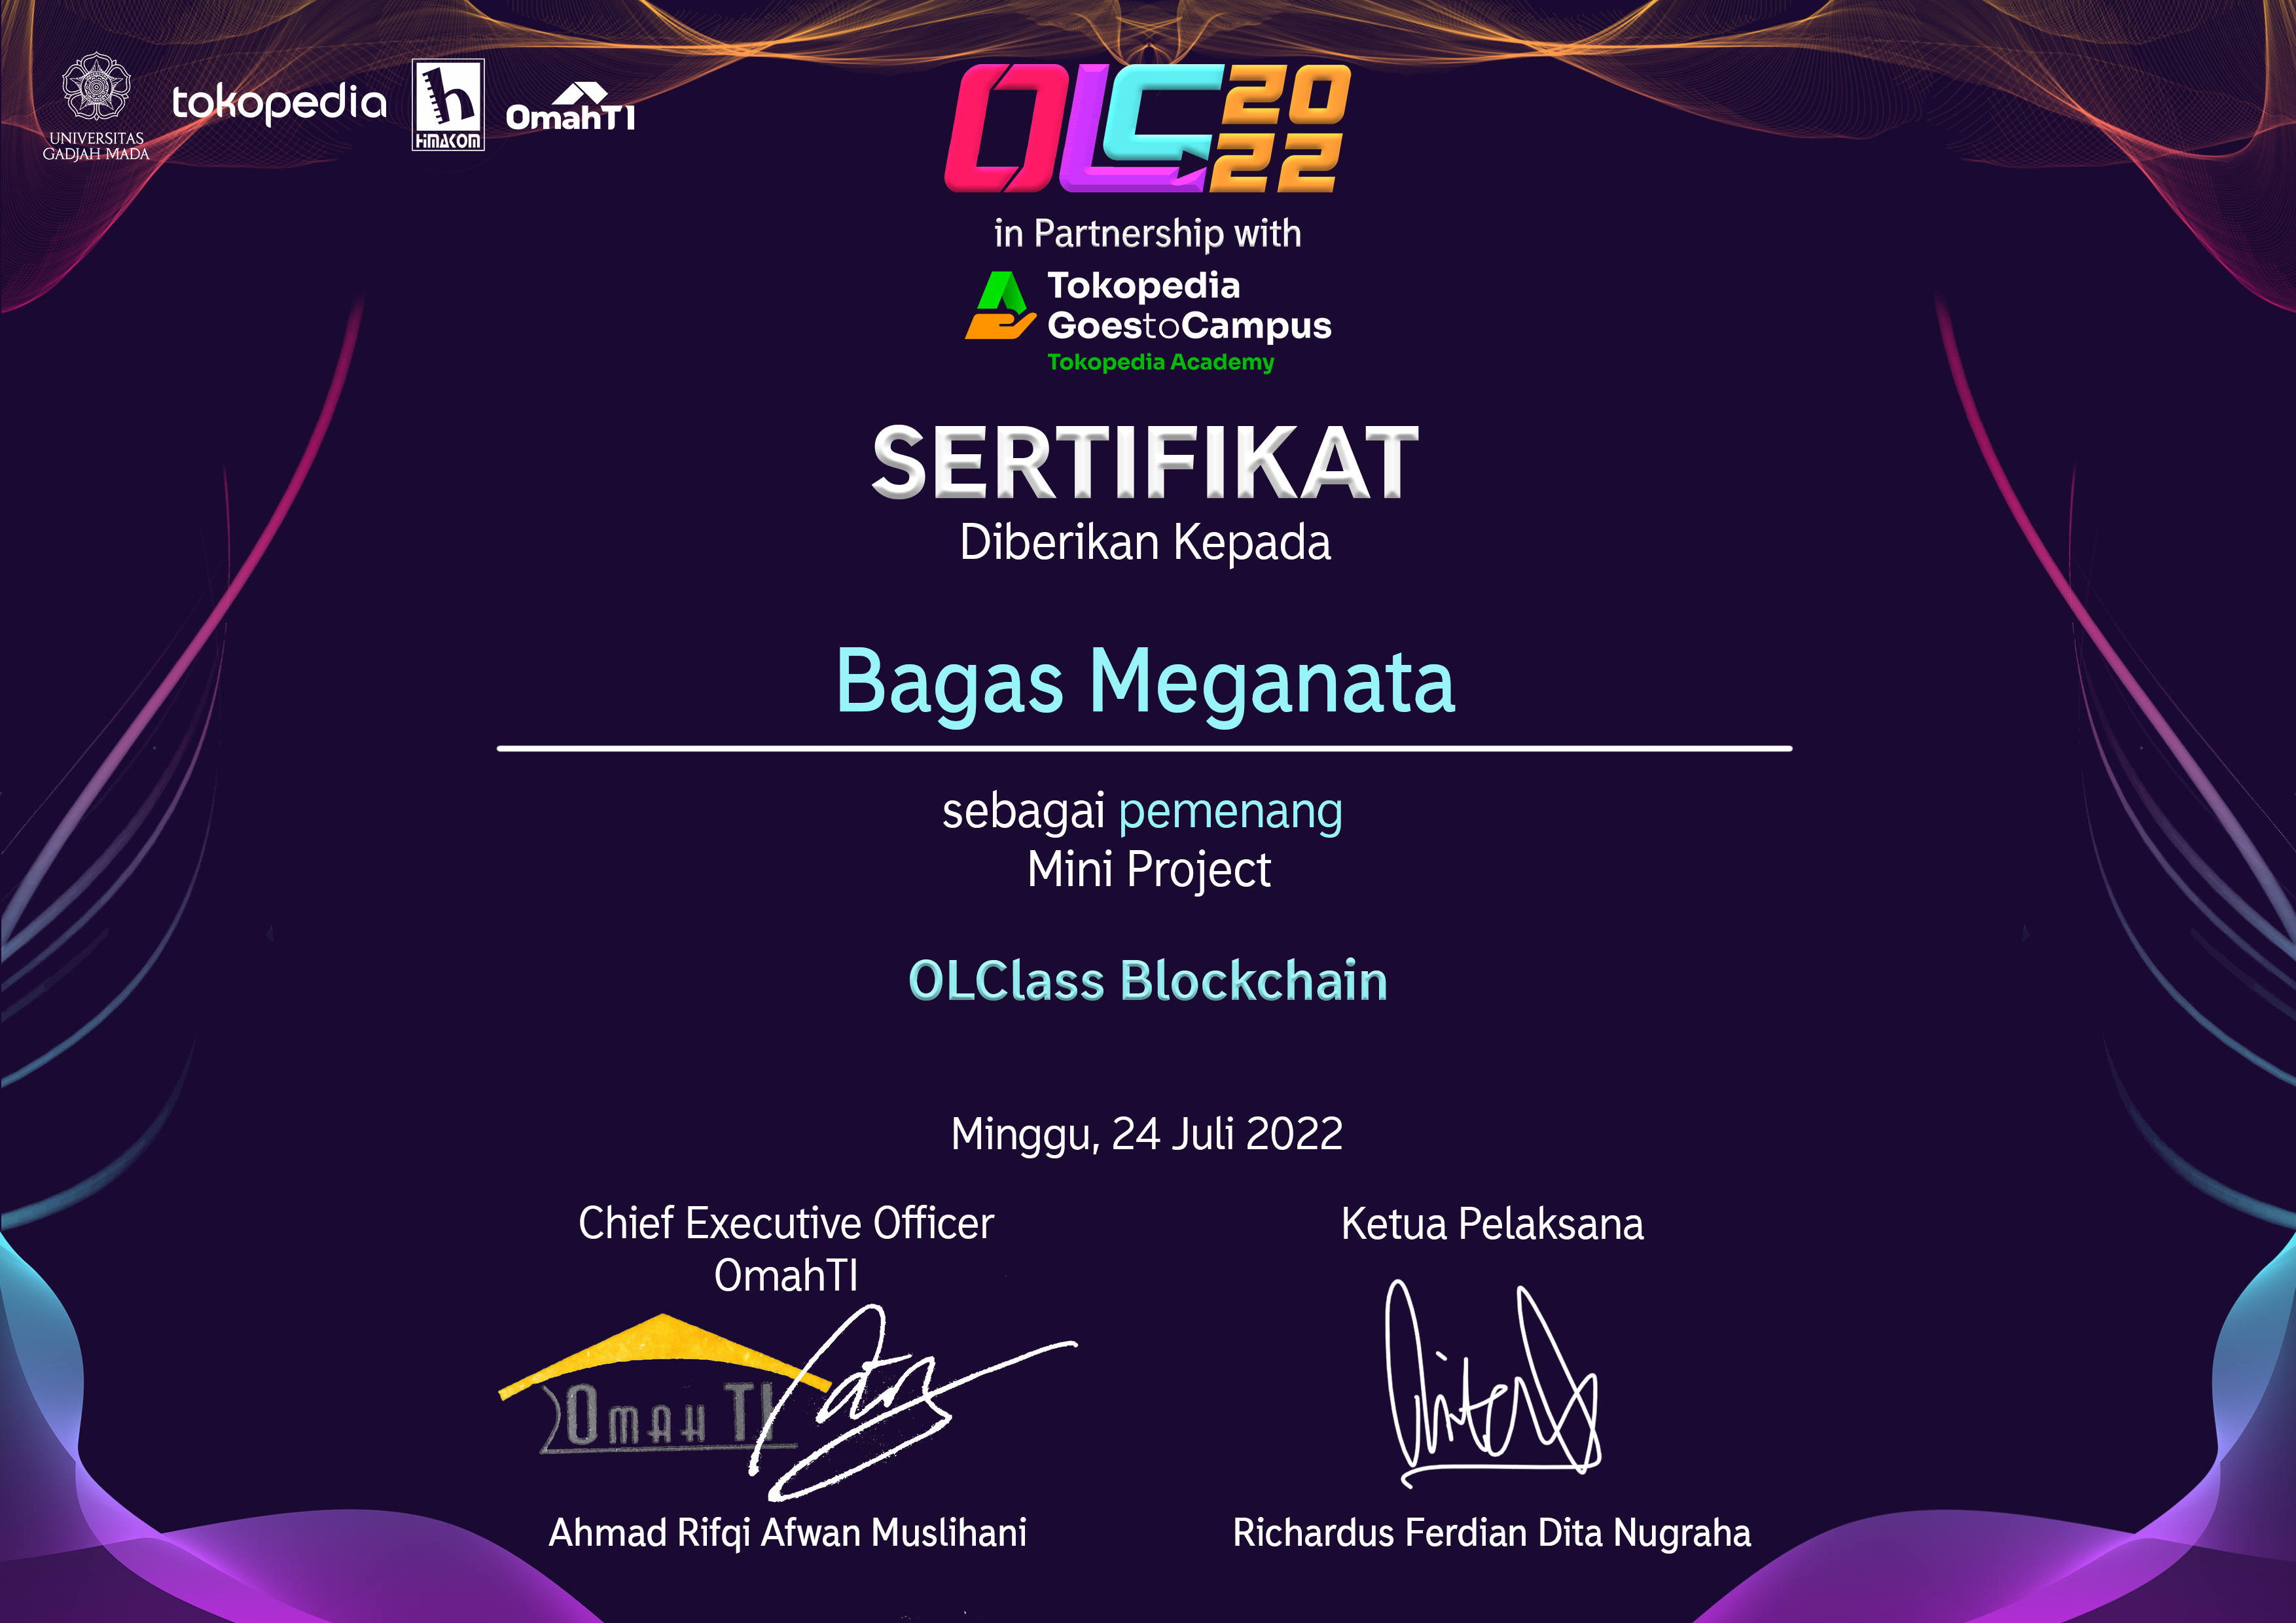 UNIVERSITAS
GADJAH MADA
tokopedia
h
HIMAKOM
OmahTI
OLC 2022
in Partnership with
Tokopedia
GoestoCampus
Tokopedia Academy
SERTIFIKAT
Diberikan Kepada
Bagas Meganata
sebagai pemenang
Mini Project
OLClass Blockchain
Minggu, 24 Juli 2022
Chief Executive Officer
OmahTI
Ketua Pelaksana
OMAH TI
Ahmad Rifqi Afwan Muslihani
Richardus Ferdian Dita Nugraha